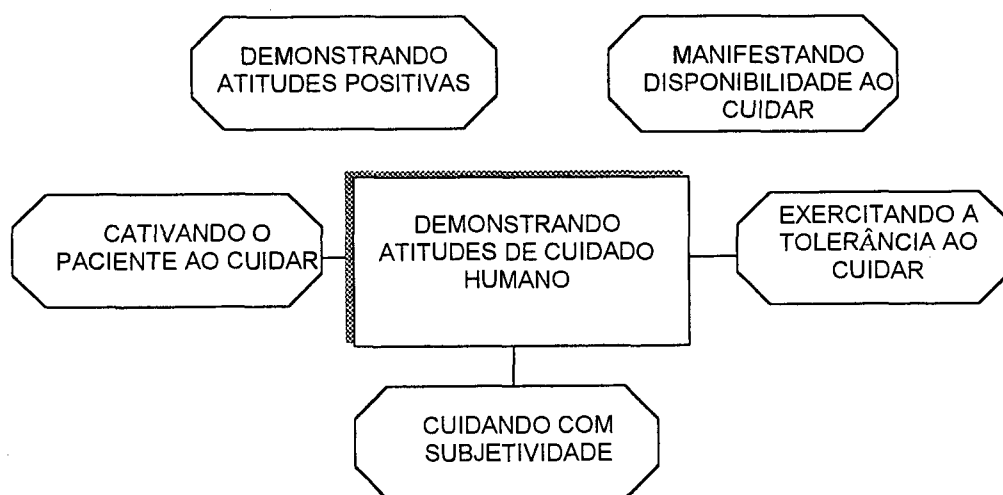 DEMONSTRANDO
ATITUDES POSITIVAS
MANIFESTANDO
DISPONIBILIDADE AO
CUIDAR
CATIVANDO O
PACIENTE AO CUIDAR
DEMONSTRANDO
ATITUDES DE CUIDADO
HUMANO
EXERCITANDO A
TOLERÂNCIA AO
CUIDAR
CUIDANDO COM
SUBJETIVIDADE